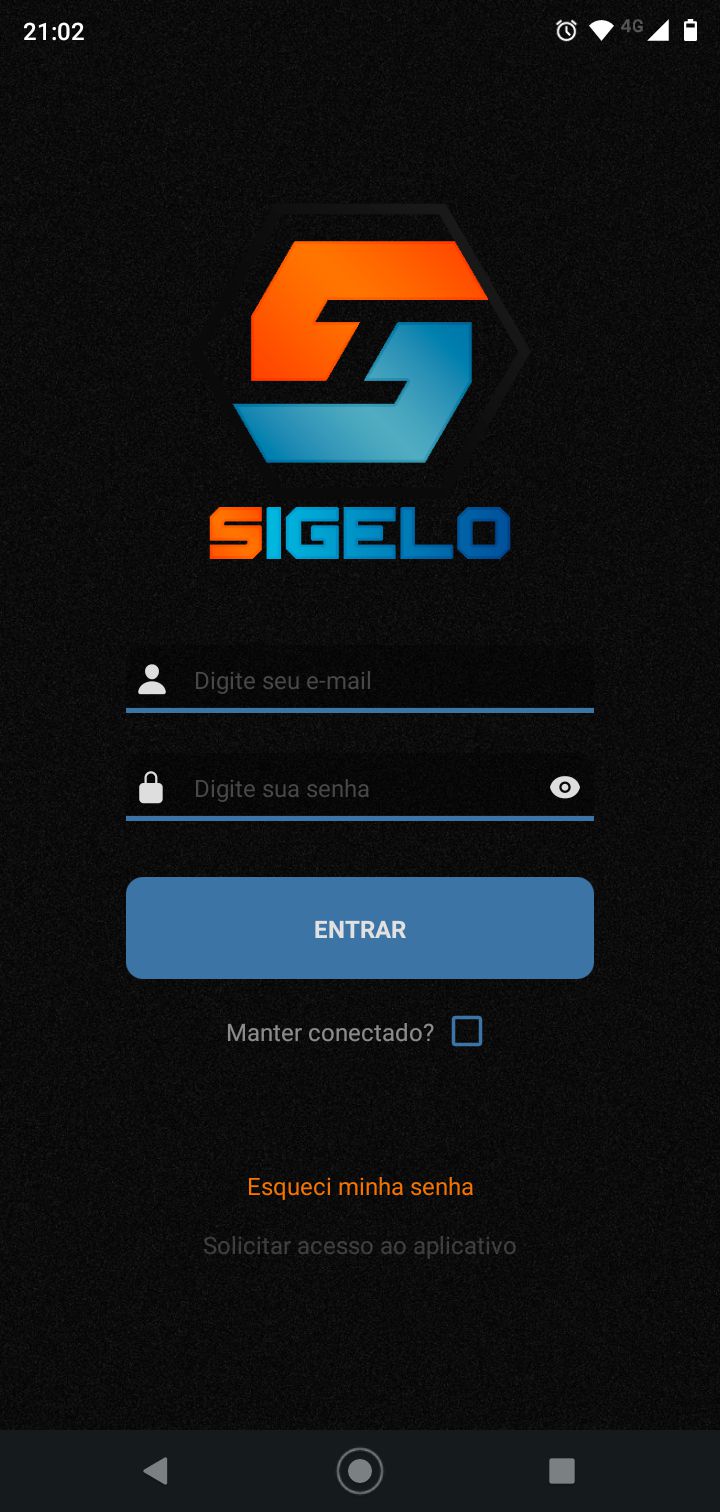 21:02
4G
SIGELO
Digite seu e-mail
Digite sua senha
ENTRAR
Manter conectado?
Esqueci minha senha
Solicitar acesso ao aplicativo